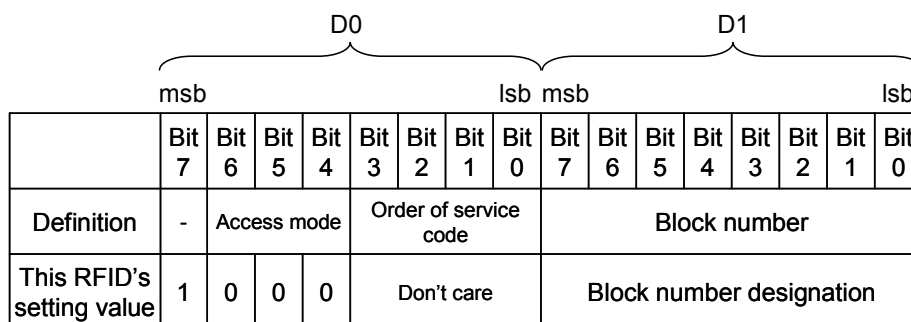 D0 D1
msb lsb msb lsb
Bit 7 Bit 6 Bit 5 Bit 4 Bit 3 Bit 2 Bit 1 Bit 0 Bit 7 Bit 6 Bit 5 Bit 4 Bit 3 Bit 2 Bit 1 Bit 0
Definition - Access mode Order of service code Block number
This RFID's setting value 1 0 0 0 Don't care Block number designation